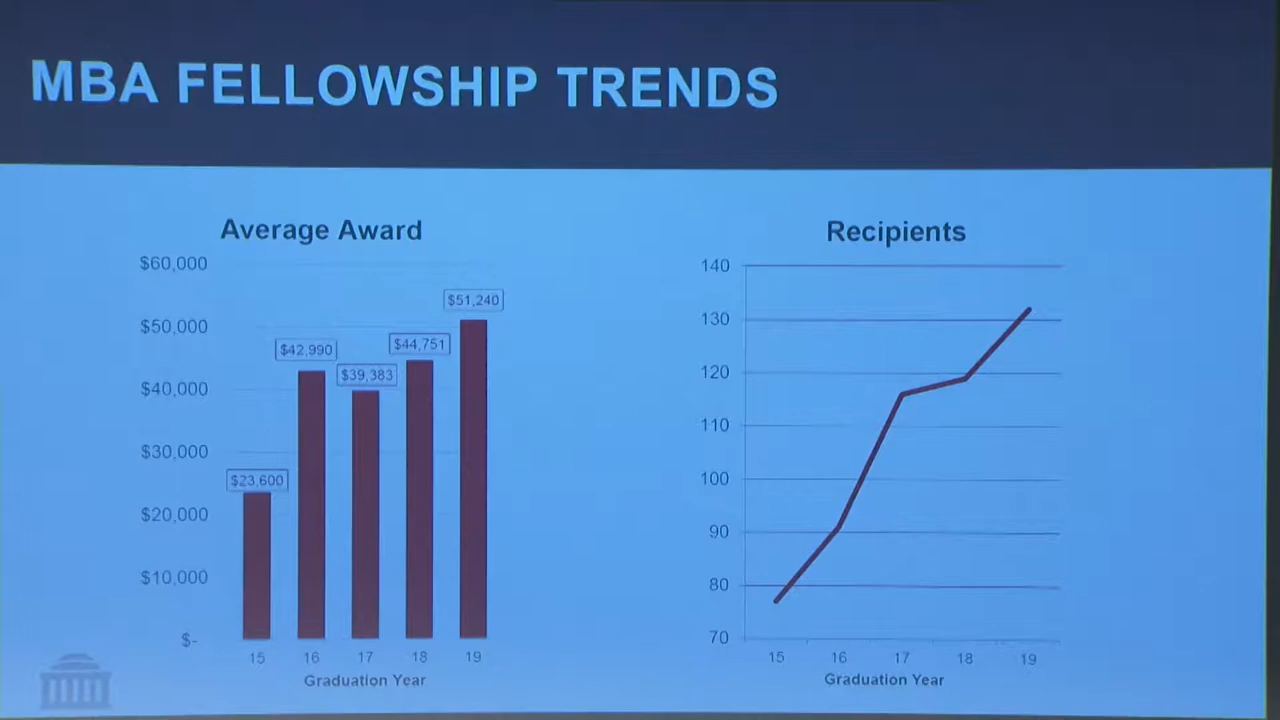 MBA FELLOWSHIP TRENDS
Average Award
$60,000
$50,000
$40,000
$30,000
$20,000
$10,000
$-
$23,600
$42,990
$39,383
$44,751
$51,240
15 16 17 18 19
Graduation Year
Recipients
140
130
120
110
100
90
80
70
15 16 17 18 19
Graduation Year